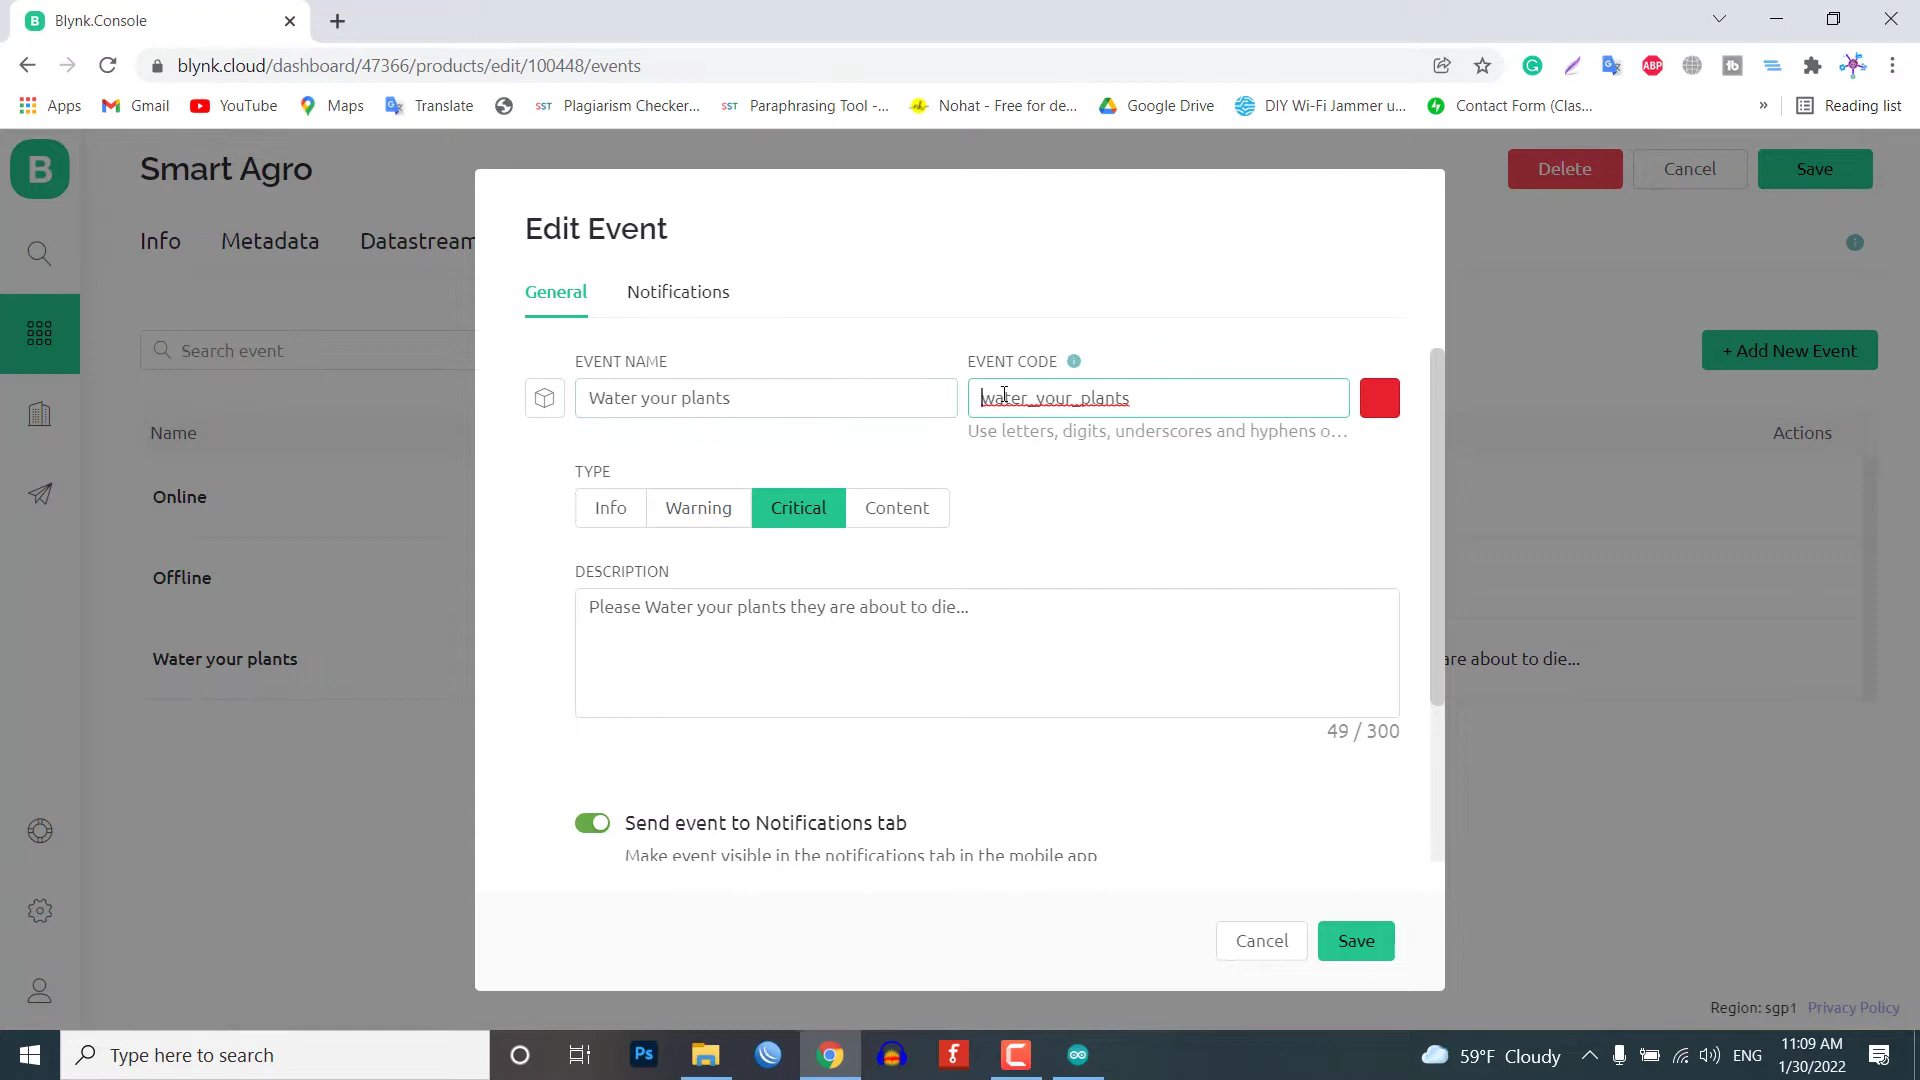 Blynk.Console
blynk.cloud/dashboard/47366/products/edit/100448/events
Apps Gmail YouTube Maps Translate Plagiarism Checker... Paraphrasing Tool -... Nohat - Free for de... Google Drive DIY Wi-Fi Jammer u... Contact Form (Clas... » Reading list
B Smart Agro Delete Cancel Save
Edit Event
Info Metadata Datastream
General Notifications
Search event + Add New Event
EVENT NAME EVENT CODE
Water your plants water_your_plants
Use letters, digits, underscores and hyphens o...
Name Actions
TYPE
Online
Info Warning Critical Content
DESCRIPTION
Offline
Please Water your plants they are about to die...
Water your plants are about to die...
49 / 300
Send event to Notifications tab
Make event visible in the notifications tab in the mobile app
Cancel Save
Region: sgp1 Privacy Policy
Type here to search 59°F Cloudy ENG 11:09 AM
1/30/2022